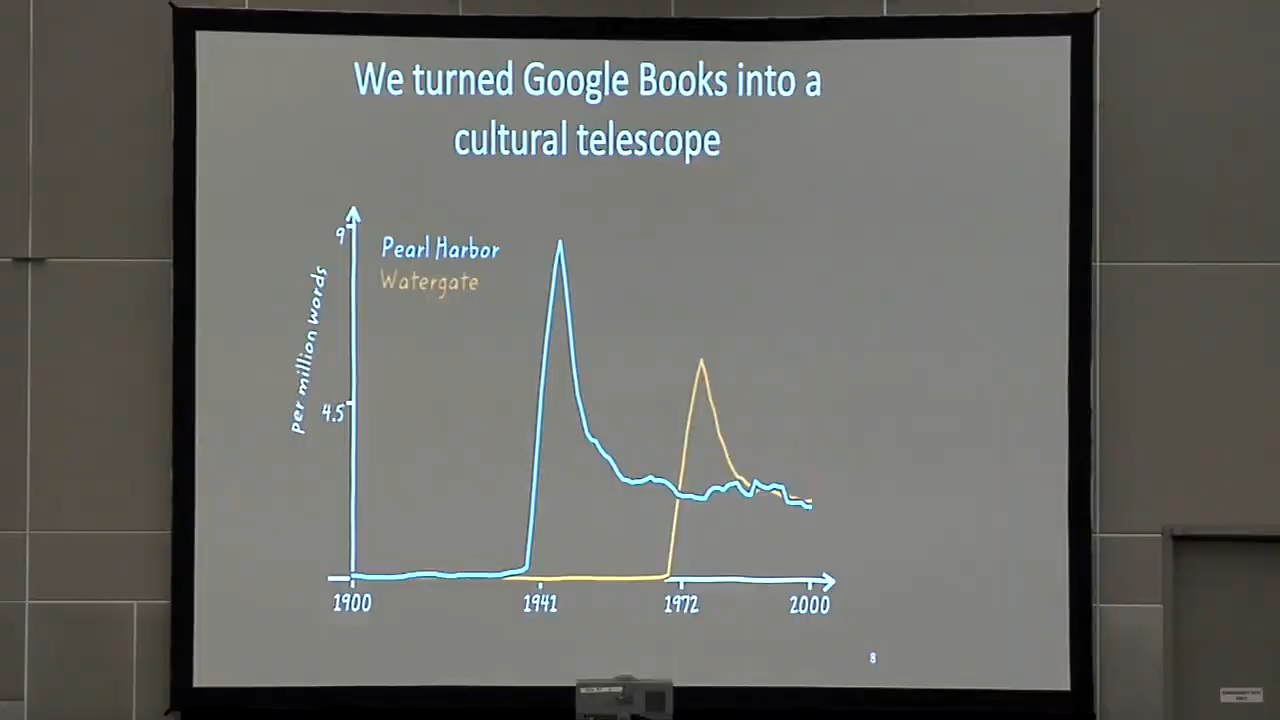 We turned Google Books into a
cultural telescope
9
Pearl Harbor
Watergate
per million words
4.5
1900
1941
1972
2000
8